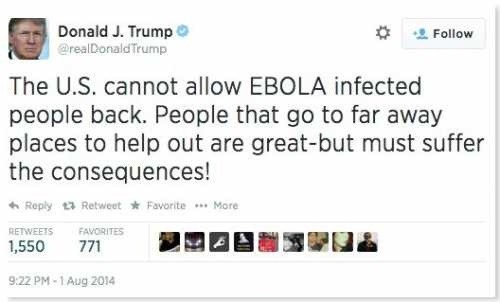 Donald J. Trump
@realDonaldTrump
Follow
The U.S. cannot allow EBOLA infected
people back. People that go to far away
places to help out are great-but must suffer
the consequences!
Reply Retweet Favorite More
RETWEETS FAVORITES
1,550 771
9:22 PM - 1 Aug 2014